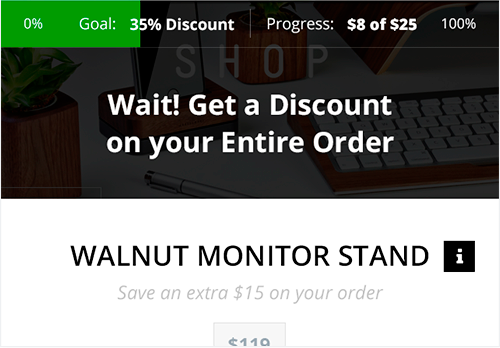 0% Goal: 35% Discount Progress: $8 of $25 100%
SHOP
Wait! Get a Discount
on your Entire Order
WALNUT MONITOR STAND i
Save an extra $15 on your order
$119